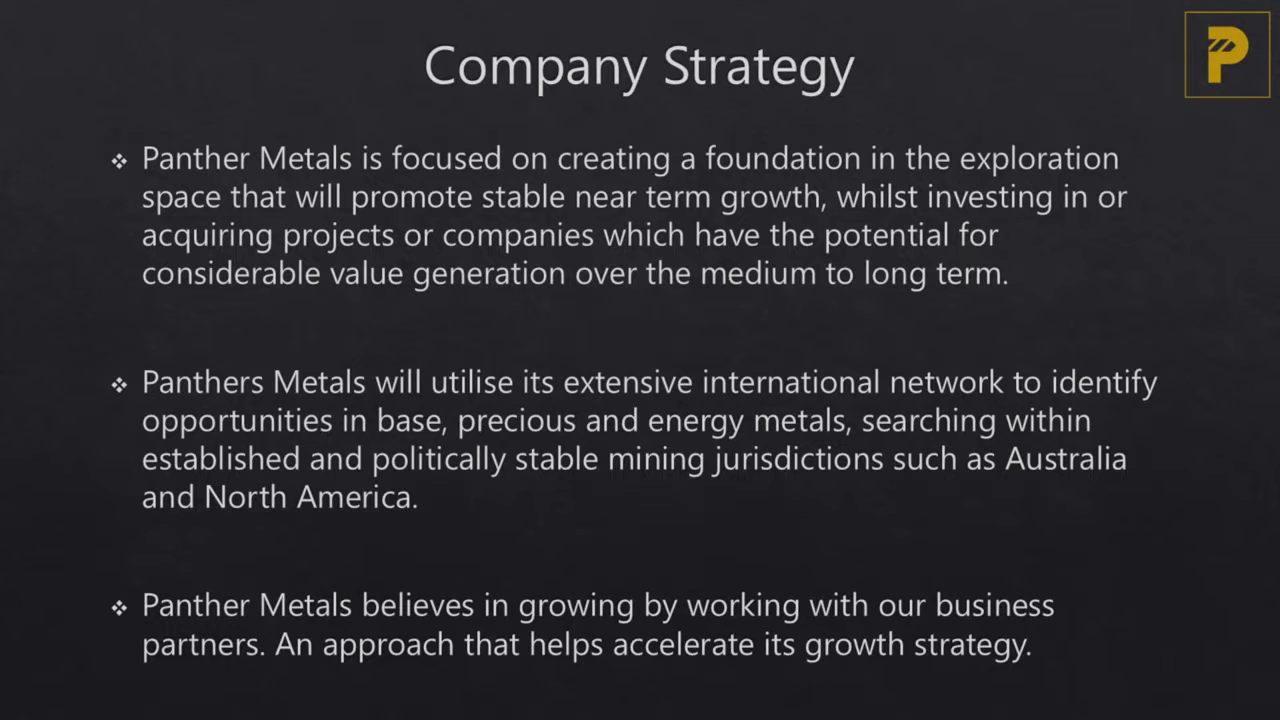 Company Strategy
P
Panther Metals is focused on creating a foundation in the exploration
space that will promote stable near term growth, whilst investing in or
acquiring projects or companies which have the potential for
considerable value generation over the medium to long term.
Panthers Metals will utilise its extensive international network to identify
opportunities in base, precious and energy metals, searching within
established and politically stable mining jurisdictions such as Australia
and North America.
Panther Metals believes in growing by working with our business
partners. An approach that helps accelerate its growth strategy.